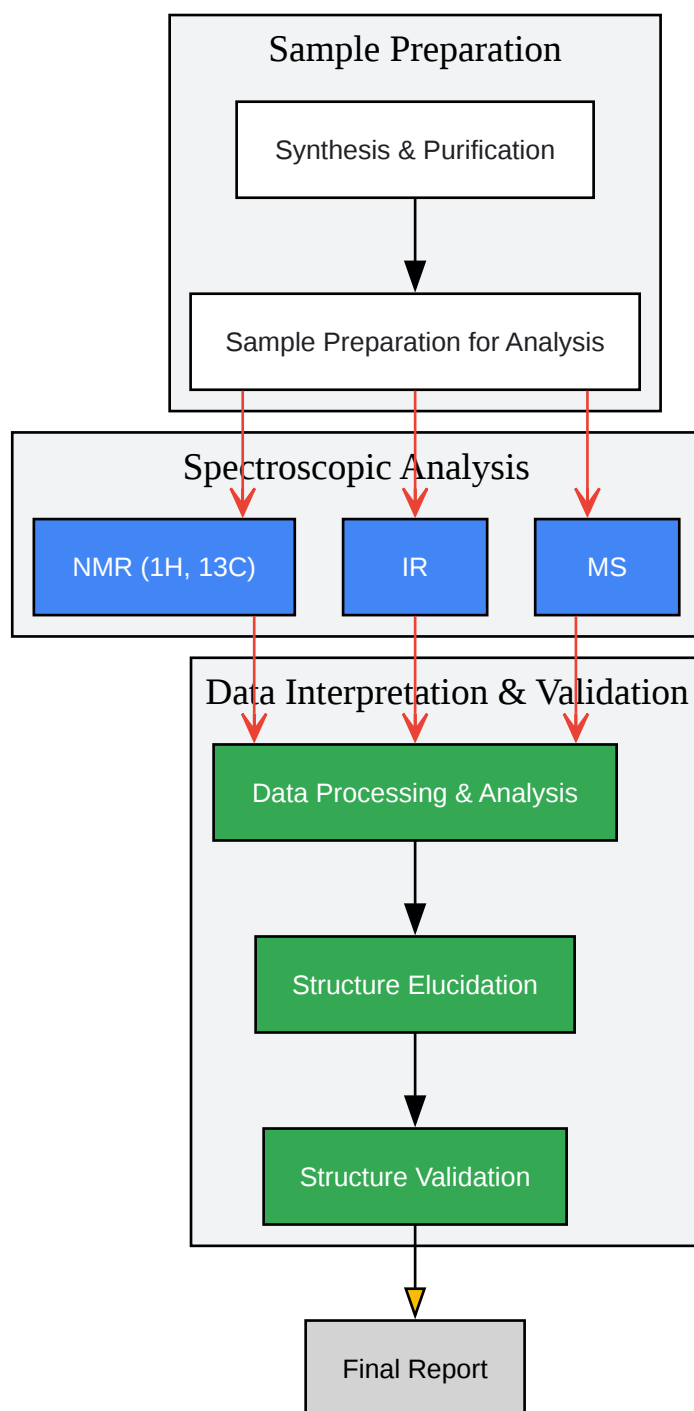 Sample Preparation
Synthesis & Purification
Sample Preparation for Analysis
Spectroscopic Analysis
NMR (1H, 13C)
IR
MS
Data Interpretation & Validation
Data Processing & Analysis
Structure Elucidation
Structure Validation
Final Report